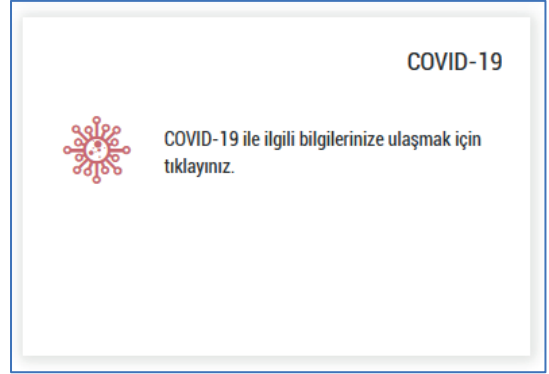 COVID-19
COVID-19 ile ilgili bilgilerinize ulaşmak için
tıklayınız.